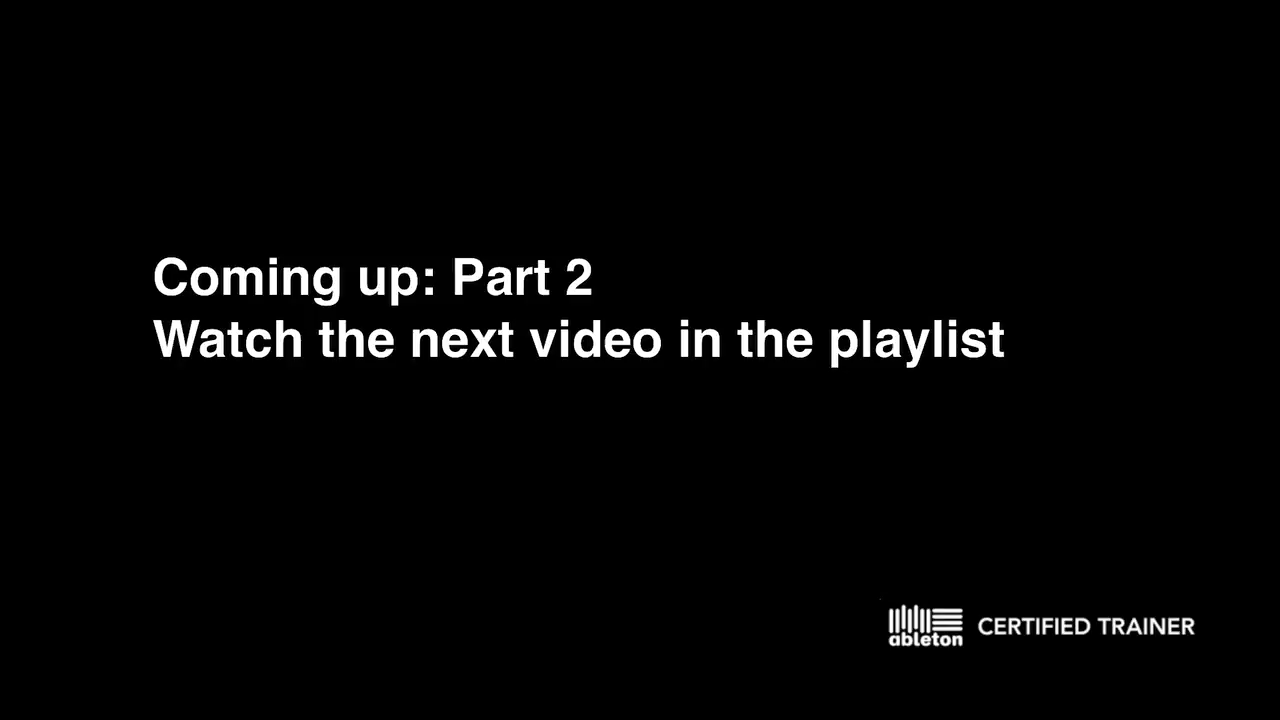 Coming up: Part 2
Watch the next video in the playlist
ableton CERTIFIED TRAINER